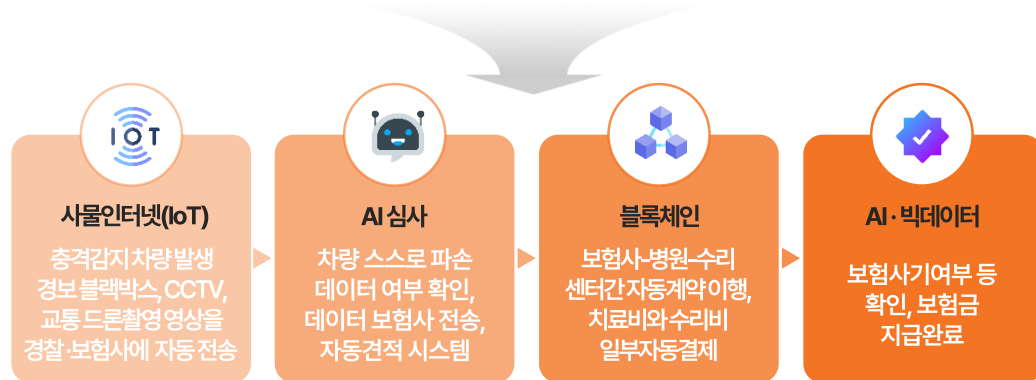 IOT
사물인터넷(IoT)
충격감지 차량 발생
경보 블랙박스, CCTV,
교통 드론촬영 영상을
경찰·보험사에 자동 전송
AI 심사
차량 스스로 파손
데이터 여부 확인,
데이터 보험사 전송,
자동견적 시스템
블록체인
보험사-병원-수리
센터간 자동계약 이행,
치료비와 수리비
일부자동결제
AI · 빅데이터
보험사기여부 등
확인, 보험금
지급완료